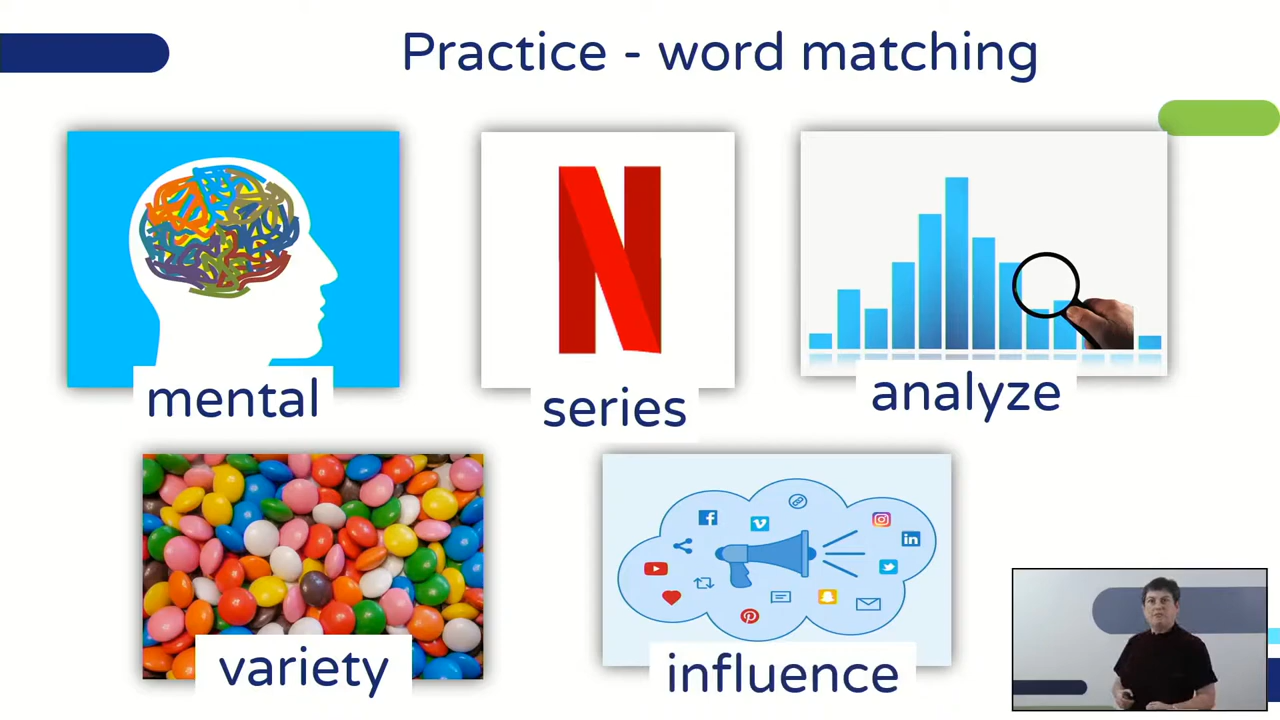 Practice - word matching
N
mental
series
analyze
variety
influence